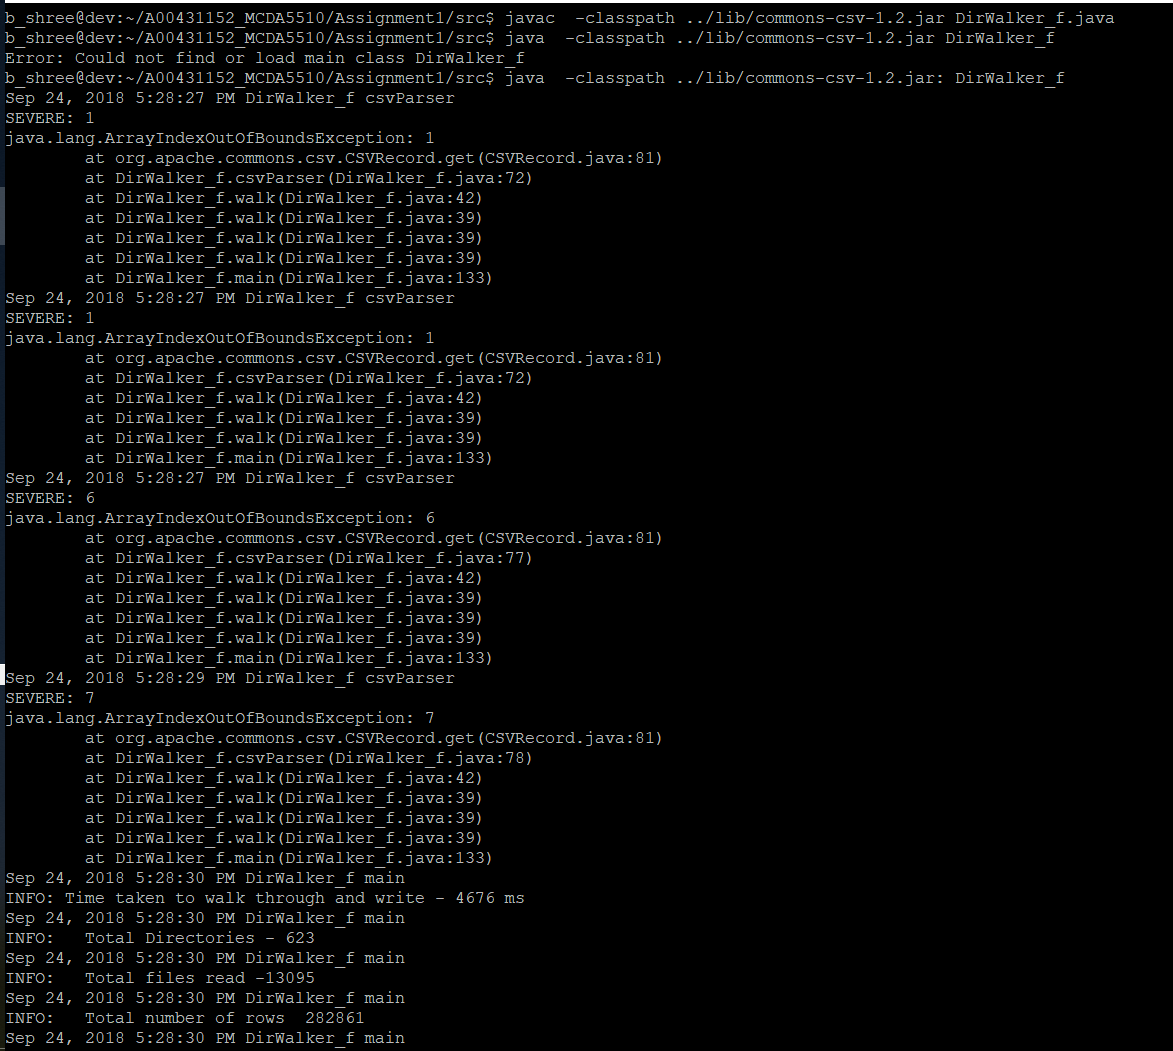 b_shree@dev:~/A00431152_MCDA5510/Assignment1/src$ javac  -classpath ../lib/commons-csv-1.2.jar DirWalker_f.java
b_shree@dev:~/A00431152_MCDA5510/Assignment1/src$ java  -classpath ../lib/commons-csv-1.2.jar DirWalker_f
Error: Could not find or load main class DirWalker_f
b_shree@dev:~/A00431152_MCDA5510/Assignment1/src$ java  -classpath ../lib/commons-csv-1.2.jar: DirWalker_f
Sep 24, 2018 5:28:27 PM DirWalker_f csvParser
SEVERE: 1
java.lang.ArrayIndexOutOfBoundsException: 1
        at org.apache.commons.csv.CSVRecord.get(CSVRecord.java:81)
        at DirWalker_f.csvParser(DirWalker_f.java:72)
        at DirWalker_f.walk(DirWalker_f.java:42)
        at DirWalker_f.walk(DirWalker_f.java:39)
        at DirWalker_f.walk(DirWalker_f.java:39)
        at DirWalker_f.walk(DirWalker_f.java:39)
        at DirWalker_f.main(DirWalker_f.java:133)
Sep 24, 2018 5:28:27 PM DirWalker_f csvParser
SEVERE: 1
java.lang.ArrayIndexOutOfBoundsException: 1
        at org.apache.commons.csv.CSVRecord.get(CSVRecord.java:81)
        at DirWalker_f.csvParser(DirWalker_f.java:72)
        at DirWalker_f.walk(DirWalker_f.java:42)
        at DirWalker_f.walk(DirWalker_f.java:39)
        at DirWalker_f.walk(DirWalker_f.java:39)
        at DirWalker_f.main(DirWalker_f.java:133)
Sep 24, 2018 5:28:27 PM DirWalker_f csvParser
SEVERE: 6
java.lang.ArrayIndexOutOfBoundsException: 6
        at org.apache.commons.csv.CSVRecord.get(CSVRecord.java:81)
        at DirWalker_f.csvParser(DirWalker_f.java:77)
        at DirWalker_f.walk(DirWalker_f.java:42)
        at DirWalker_f.walk(DirWalker_f.java:39)
        at DirWalker_f.walk(DirWalker_f.java:39)
        at DirWalker_f.walk(DirWalker_f.java:39)
        at DirWalker_f.main(DirWalker_f.java:133)
Sep 24, 2018 5:28:29 PM DirWalker_f csvParser
SEVERE: 7
java.lang.ArrayIndexOutOfBoundsException: 7
        at org.apache.commons.csv.CSVRecord.get(CSVRecord.java:81)
        at DirWalker_f.csvParser(DirWalker_f.java:78)
        at DirWalker_f.walk(DirWalker_f.java:42)
        at DirWalker_f.walk(DirWalker_f.java:39)
        at DirWalker_f.walk(DirWalker_f.java:39)
        at DirWalker_f.walk(DirWalker_f.java:39)
        at DirWalker_f.main(DirWalker_f.java:133)
Sep 24, 2018 5:28:30 PM DirWalker_f main
INFO: Time taken to walk through and write - 4676 ms
Sep 24, 2018 5:28:30 PM DirWalker_f main
INFO:   Total Directories - 623
Sep 24, 2018 5:28:30 PM DirWalker_f main
INFO:   Total files read -13095
Sep 24, 2018 5:28:30 PM DirWalker_f main
INFO:   Total number of rows  282861
Sep 24, 2018 5:28:30 PM DirWalker_f main